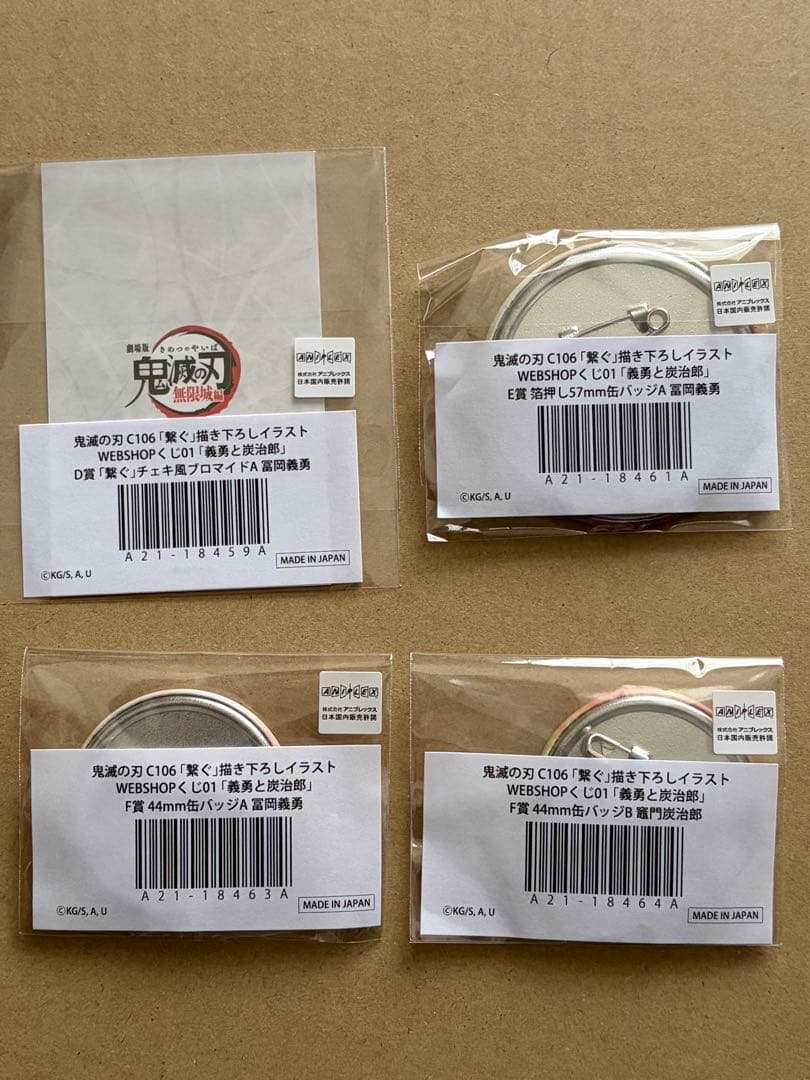 劇場版 きめつのやいば
鬼滅の刃
無限城編
ANIPLEX
株式会社アニプレックス
日本国内販売許諾
鬼滅の刃 C106「繋ぐ」描き下ろしイラスト
WEBSHOPくじ01「義勇と炭治郎」
D賞「繋ぐ」チェキ風ブロマイドA 冨岡義勇
A21-18459A
MADE IN JAPAN
©KG/S, A, U
ANIPLEX
株式会社アニプレックス
日本国内販売許諾
鬼滅の刃 C106「繋ぐ」描き下ろしイラスト
WEBSHOPくじ01「義勇と炭治郎」
E賞 箔押し57mm缶バッジA 冨岡義勇
A21-18461A
MADE IN JAPAN
©KG/S, A, U
ANIPLEX
株式会社アニプレックス
日本国内販売許諾
鬼滅の刃 C106「繋ぐ」描き下ろしイラスト
WEBSHOPくじ01「義勇と炭治郎」
F賞 44mm缶バッジA 冨岡義勇
A21-18463A
MADE IN JAPAN
©KG/S, A, U
ANIPLEX
株式会社アニプレックス
日本国内販売許諾
鬼滅の刃 C106「繋ぐ」描き下ろしイラスト
WEBSHOPくじ01「義勇と炭治郎」
F賞 44mm缶バッジB 竈門炭治郎
A21-18464A
MADE IN JAPAN
©KG/S, A, U